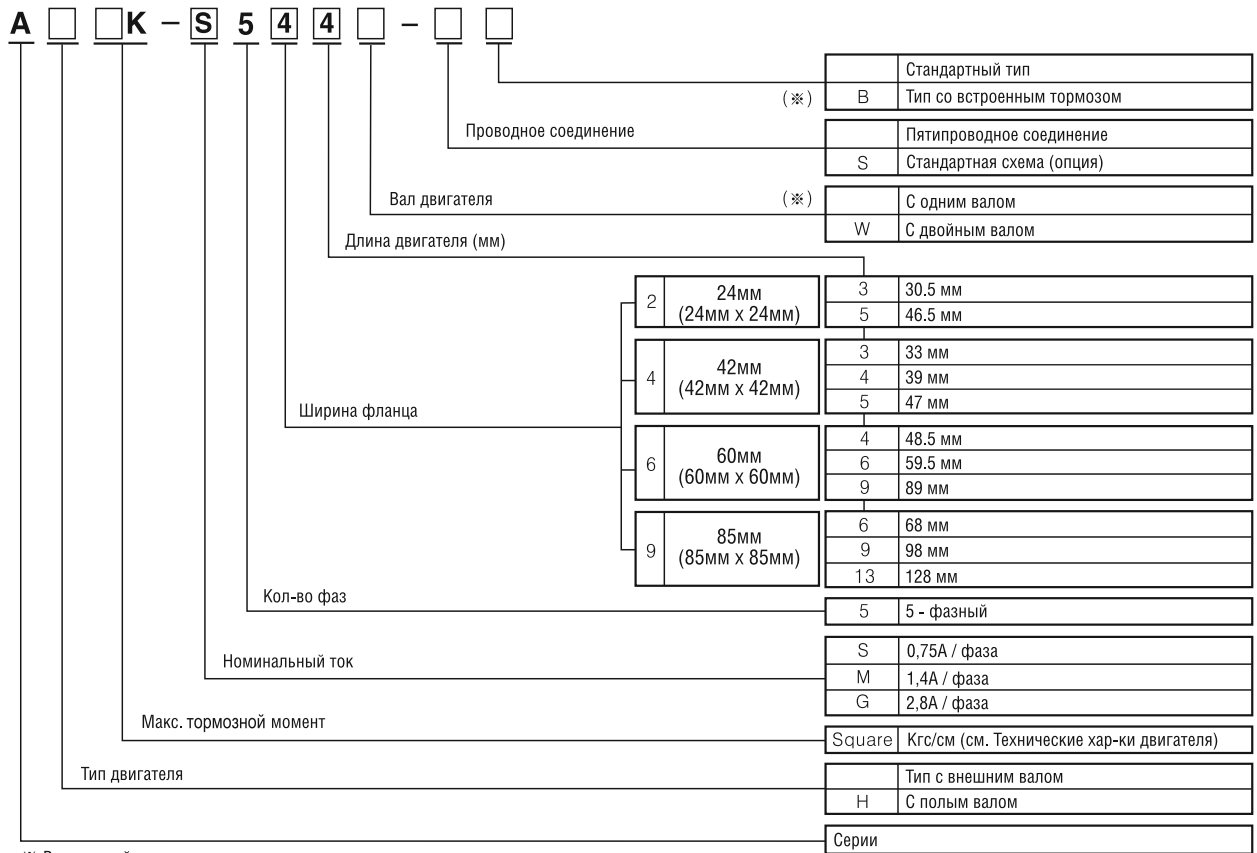 A □ □K – S 5 4 4 □ – □ □
Стандартный тип
(※) B Тип со встроенным тормозом
Проводное соединение
Пятипроводное соединение
S Стандартная схема (опция)
Вал двигателя (※) С одним валом
W С двойным валом
Длина двигателя (мм)
2 24мм (24мм x 24мм)
3 30.5 мм
5 46.5 мм
4 42мм (42мм x 42мм)
3 33 мм
4 39 мм
5 47 мм
Ширина фланца
6 60мм (60мм x 60мм)
4 48.5 мм
6 59.5 мм
9 89 мм
9 85мм (85мм x 85мм)
6 68 мм
9 98 мм
13 128 мм
Кол-во фаз
5 5 - фазный
Номинальный ток
S 0,75А / фаза
M 1,4А / фаза
G 2,8А / фаза
Макс. тормозной момент
Square Кгс/см (см. Технические хар-ки двигателя)
Тип двигателя
Тип с внешним валом
H С полым валом
Серии